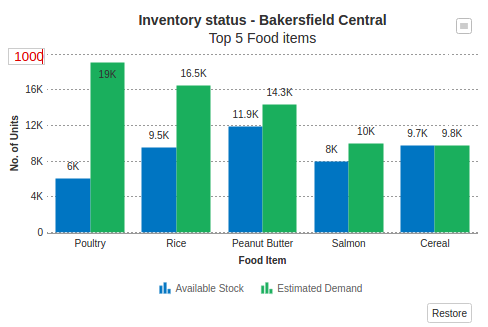 Inventory status - Bakersfield Central
Top 5 Food items
1000
16K
12K
8K
4K
0
No. of Units
6K
19K
9.5K
16.5K
11.9K
14.3K
8K
10K
9.7K
9.8K
Poultry
Rice
Peanut Butter
Salmon
Cereal
Food Item
Available Stock
Estimated Demand
Restore